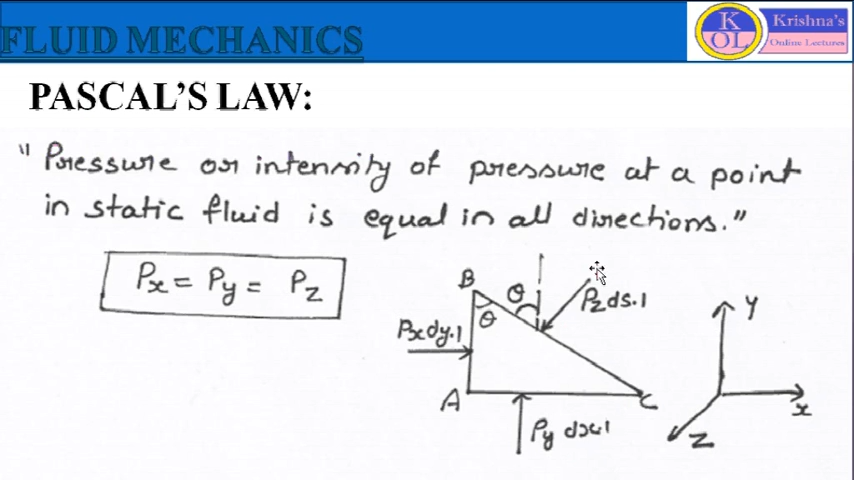 FLUID MECHANICS
K
OL
Krishna's
Online Lectures
PASCAL'S LAW:
"Pressure or intensity of pressure at a point
in static fluid is equal in all directions."
Px = Py = Pz
B
θ
θ
Pz ds.1
Px dy.1
A
C
Py dx.1
Y
x
Z